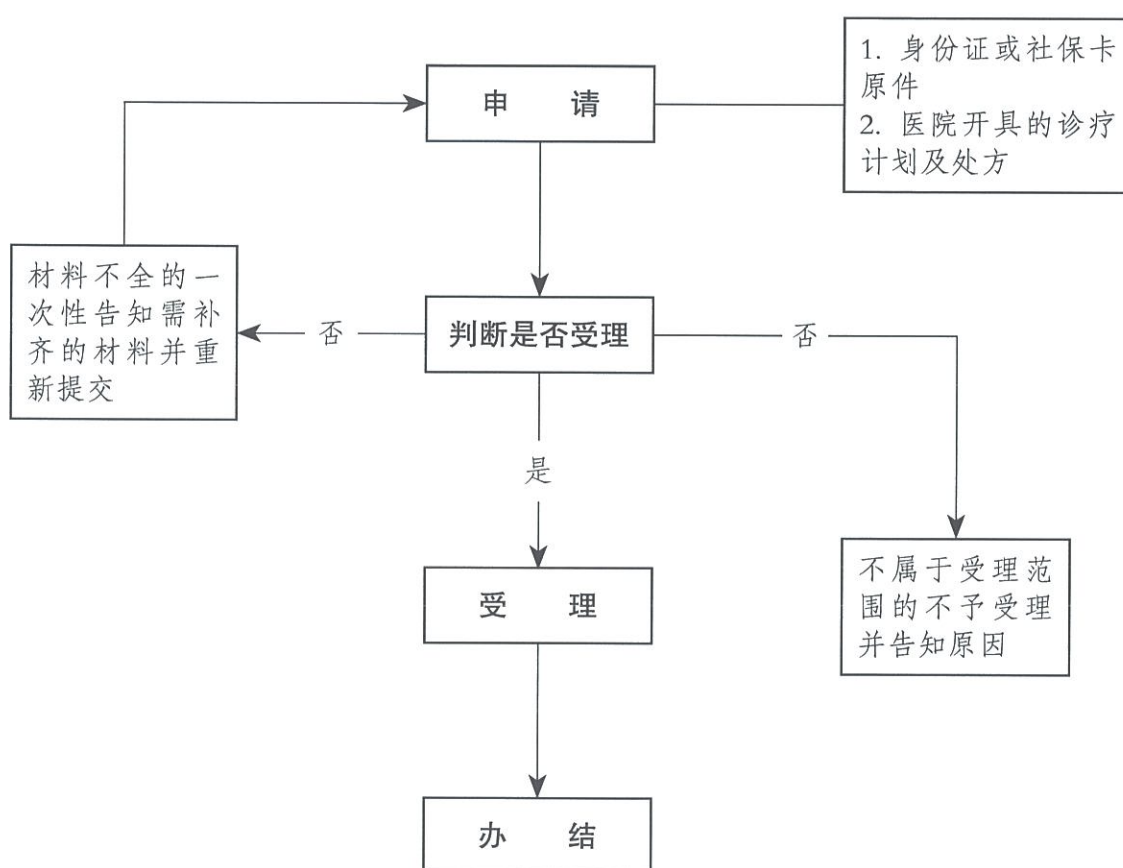 申 请
1. 身份证或社保卡
原件
2. 医院开具的诊疗
计划及处方
材料不全的一
次性告知需补
齐的材料并重
新提交
否
判断是否受理
否
是
受 理
不属于受理范
围的不予受理
并告知原因
办 结